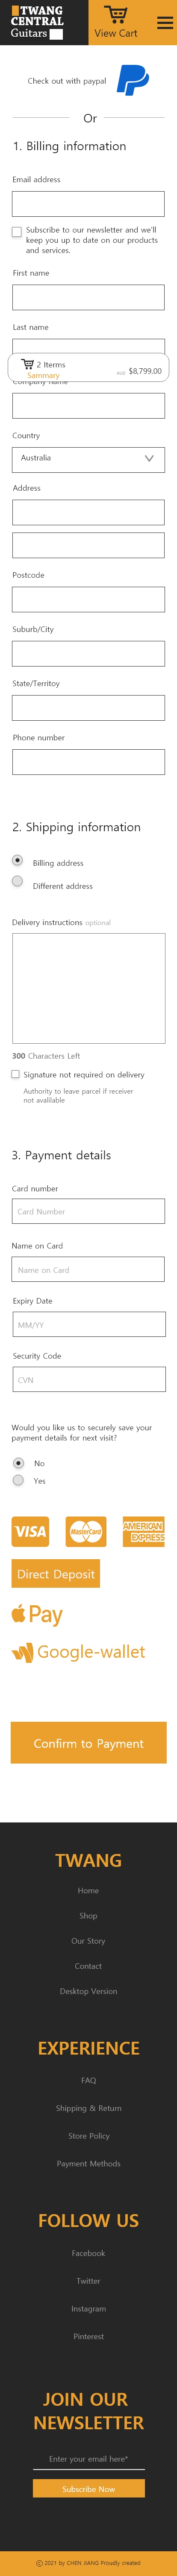 TWANG
CENTRAL
Guitars
View Cart
Check out with paypal
Or
1. Billing information
Email address
Subscribe to our newsletter and we'll
keep you up to date on our products
and services.
First name
Last name
2 Iterms
Sammary
AUD $8,799.00
Company name
Country
Australia
Address
Postcode
Suburb/City
State/Territoy
Phone number
2. Shipping information
Billing address
Different address
Delivery instructions optional
300 Characters Left
Signature not required on delivery
Authority to leave parcel if receiver
not avalilable
3. Payment details
Card number
Card Number
Name on Card
Name on Card
Expiry Date
MM/YY
Security Code
CVN
Would you like us to securely save your
payment details for next visit?
No
Yes
VISA
MasterCard
AMERICAN
EXPRESS
Direct Deposit
Pay
Google-wallet
Confirm to Payment
TWANG
Home
Shop
Our Story
Contact
Desktop Version
EXPERIENCE
FAQ
Shipping & Return
Store Policy
Payment Methods
FOLLOW US
Facebook
Twitter
Instagram
Pinterest
JOIN OUR
NEWSLETTER
Enter your email here*
Subscribe Now
© 2021 by CHEN JIANG Proudly created